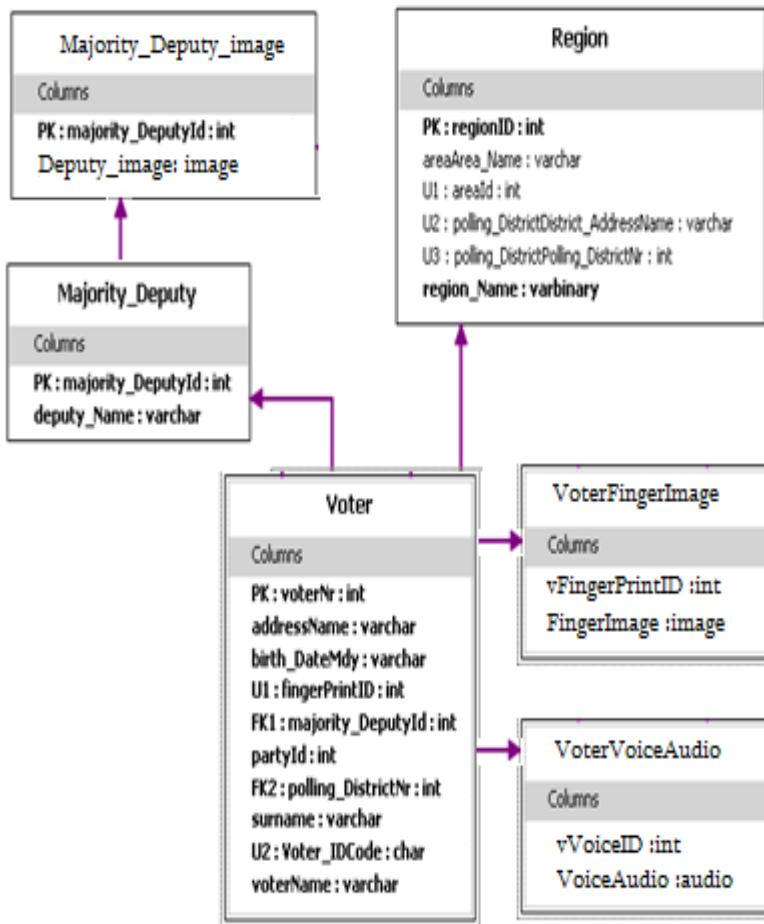 Majority_Deputy_image
Columns
PK : majority_DeputyId : int
Deputy_image: image
Region
Columns
PK : regionID : int
areaArea_Name : varchar
U1 : areaId : int
U2 : polling_DistrictDistrict_AddressName : varchar
U3 : polling_DistrictPolling_DistrictNr : int
region_Name : varbinary
Majority_Deputy
Columns
PK : majority_DeputyId : int
deputy_Name : varchar
Voter
Columns
PK : voterNr : int
addressName : varchar
birth_DateMdy : varchar
U1 : fingerPrintID : int
FK1 : majority_DeputyId : int
partyId : int
FK2 : polling_DistrictNr : int
surname : varchar
U2 : Voter_IDCode : char
voterName : varchar
VoterFingerImage
Columns
vFingerPrintID :int
FingerImage :image
VoterVoiceAudio
Columns
vVoiceID :int
VoiceAudio :audio